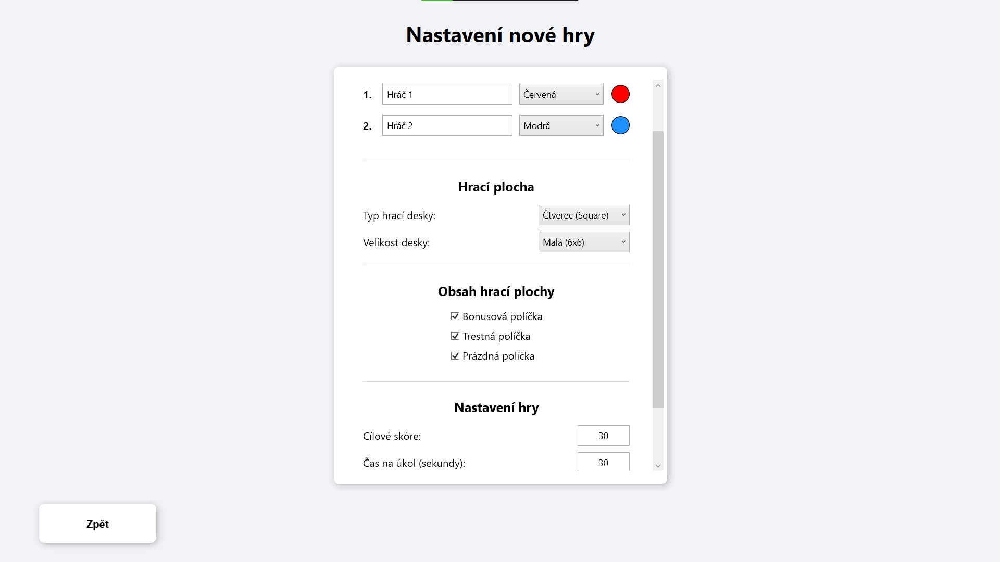 Nastavení nové hry
1. Hráč 1 Červená
2. Hráč 2 Modrá
Hrací plocha
Typ hrací desky: Čtverec (Square)
Velikost desky: Malá (6x6)
Obsah hrací plochy
Bonusová políčka
Trestná políčka
Prázdná políčka
Nastavení hry
Cílové skóre: 30
Čas na úkol (sekundy): 30
Zpět